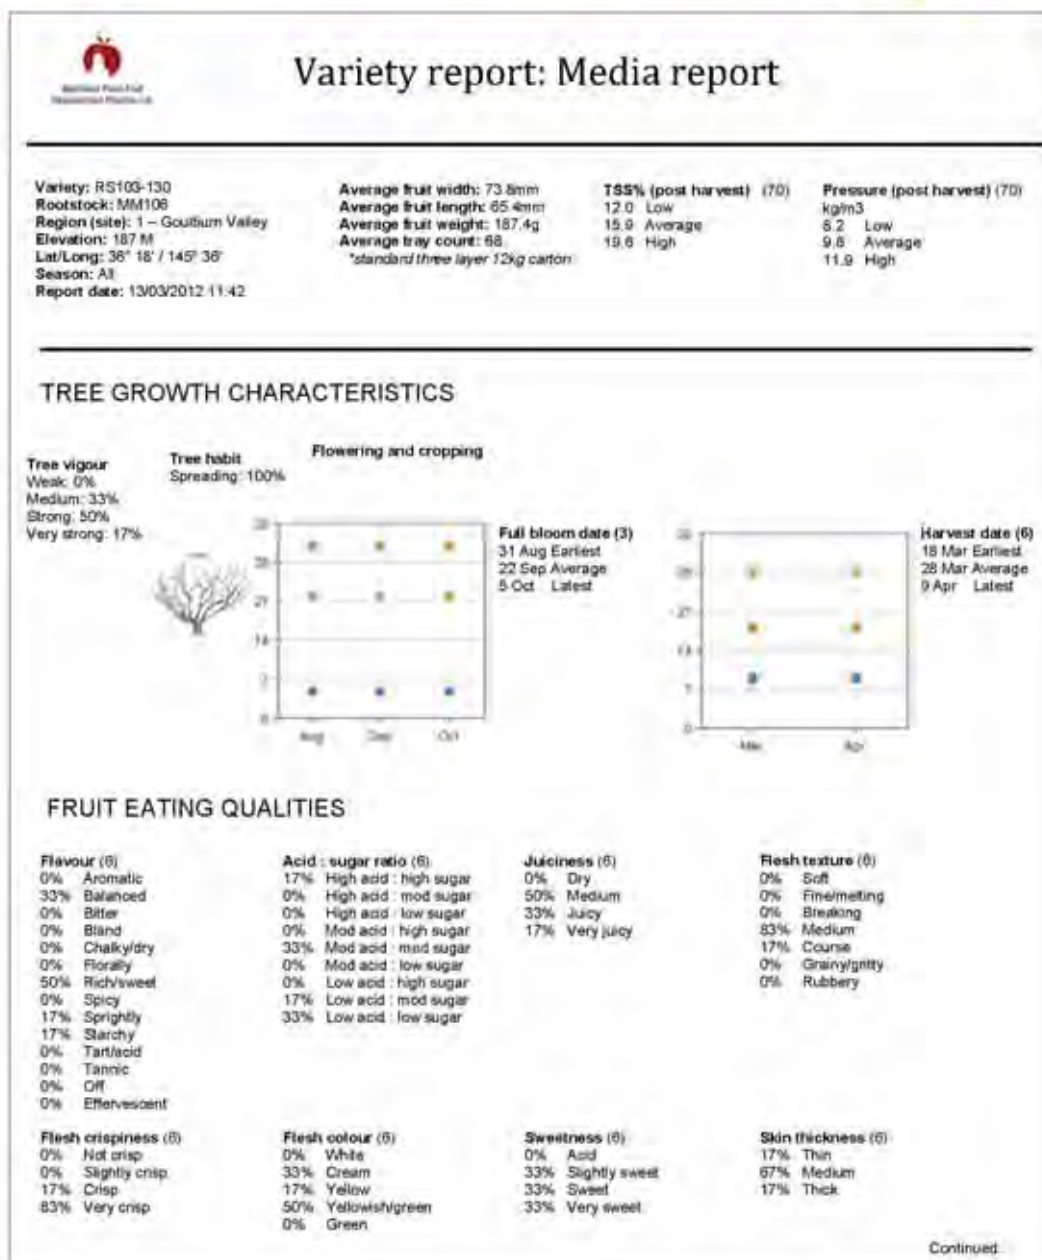 Variety report: Media report
Variety: RS103-130
Rootstock: MM106
Region (site): 1 – Goulburn Valley
Elevation: 187 M
Lat/Long: 36° 18' / 145° 36'
Season: All
Report date: 13/03/2012 11:42
Average fruit width: 73.8mm
Average fruit length: 65.4mm
Average fruit weight: 187.4g
Average tray count: 68
*standard three layer 12kg carton
TSS% (post harvest) (70)
12.0 Low
15.9 Average
19.6 High
Pressure (post harvest) (70)
kg/m3
8.2 Low
9.8 Average
11.9 High
TREE GROWTH CHARACTERISTICS
Tree vigour
Weak: 0%
Medium: 33%
Strong: 50%
Very strong: 17%
Tree habit
Spreading: 100%
Flowering and cropping
28
21
14
7
0
Aug Sep Oct
Full bloom date (3)
31 Aug Earliest
22 Sep Average
5 Oct Latest
7
0
Mar Apr
Harvest date (6)
18 Mar Earliest
28 Mar Average
9 Apr Latest
FRUIT EATING QUALITIES
Flavour (6)
0% Aromatic
33% Balanced
0% Bitter
0% Bland
0% Chalky/dry
0% Florally
50% Rich/sweet
0% Spicy
17% Sprightly
17% Starchy
0% Tart/acid
0% Tannic
0% Off
0% Effervescent
Acid : sugar ratio (6)
17% High acid : high sugar
0% High acid : mod sugar
0% High acid : low sugar
0% Mod acid : high sugar
33% Mod acid : mod sugar
0% Mod acid : low sugar
0% Low acid : high sugar
17% Low acid : mod sugar
33% Low acid : low sugar
Juiciness (6)
0% Dry
50% Medium
33% Juicy
17% Very juicy
Flesh texture (6)
0% Soft
0% Fine/melting
0% Breaking
83% Medium
17% Course
0% Grainy/gritty
0% Rubbery
Flesh crispiness (6)
0% Not crisp
0% Slightly crisp
17% Crisp
83% Very crisp
Flesh colour (6)
0% White
33% Cream
17% Yellow
50% Yellowish/green
0% Green
Sweetness (6)
0% Acid
33% Slightly sweet
33% Sweet
33% Very sweet
Skin thickness (6)
17% Thin
67% Medium
17% Thick
Continued